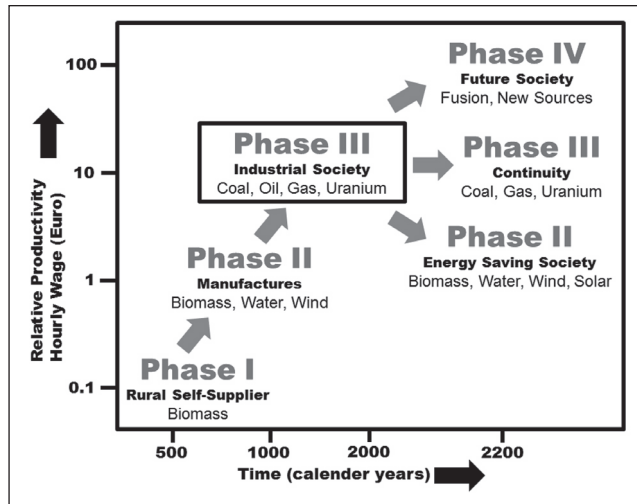 Relative Productivity
Hourly Wage (Euro)
100
10
1
0.1
Phase IV
Future Society
Fusion, New Sources
Phase III
Industrial Society
Coal, Oil, Gas, Uranium
Phase III
Continuity
Coal, Gas, Uranium
Phase II
Manufactures
Biomass, Water, Wind
Phase II
Energy Saving Society
Biomass, Water, Wind, Solar
Phase I
Rural Self-Supplier
Biomass
500
1000
2000
2200
Time (calender years)